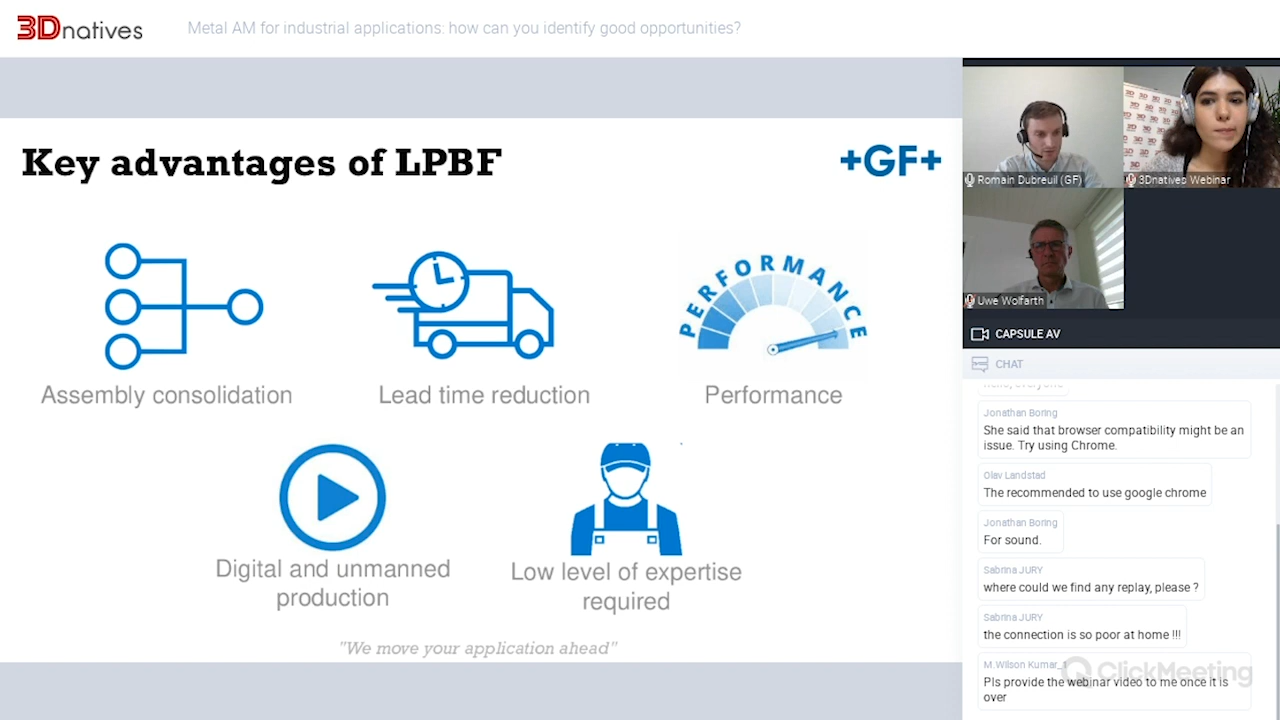 3Dnatives
Metal AM for industrial applications: how can you identify good opportunities?
Key advantages of LPBF
+GF+
PERFORMANCE
Assembly consolidation
Lead time reduction
Performance
Digital and unmanned
production
Low level of expertise
required
"We move your application ahead"
Romain Dubreuil (GF)
3Dnatives Webinar
Uwe Wolfarth
CAPSULE AV
CHAT
hello, everyone
Jonathan Boring
She said that browser compatibility might be an
issue. Try using Chrome.
Olav Landstad
The recommended to use google chrome
Jonathan Boring
For sound.
Sabrina JURY
where could we find any replay, please ?
Sabrina JURY
the connection is so poor at home !!!
M.Wilson Kumar_1
Pls provide the webinar video to me once it is
over
ClickMeeting